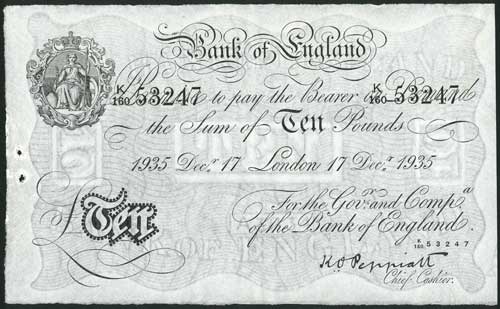 Bank of England
I Promise to pay the Bearer on Demand
K/160 53247 K/160 53247
the Sum of Ten Pounds
1935 Decr. 17 London 17 Decr. 1935
For the Govr. and Compa.
of the Bank of England.
K/160 53247
£Ten
K O Peppiatt
Chief Cashier.